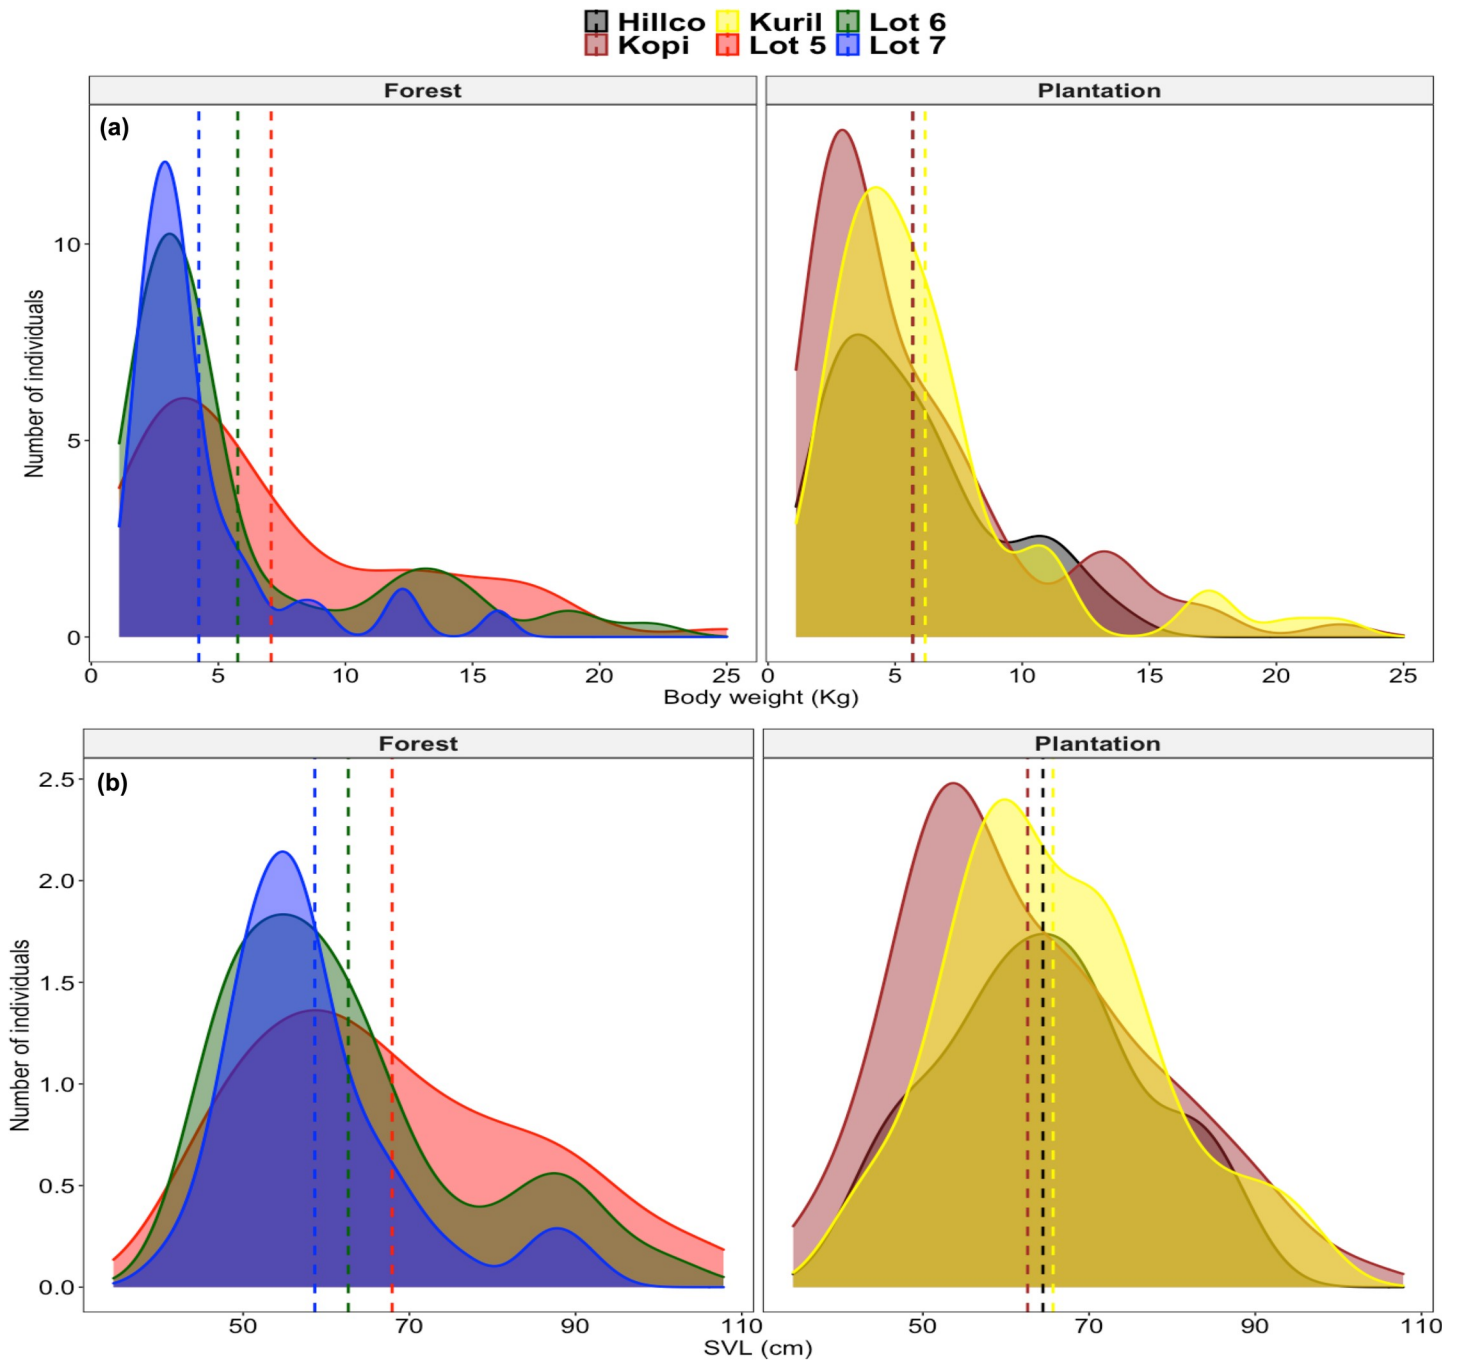 Hillco Kuril Lot 6
Kopi Lot 5 Lot 7
Forest Plantation
(a)
Number of individuals
10
5
0
0 5 10 15 20 25 0 5 10 15 20 25
Body weight (Kg)
Forest Plantation
(b)
Number of individuals
2.5
2.0
1.5
1.0
0.5
0.0
50 70 90 110 50 70 90 110
SVL (cm)